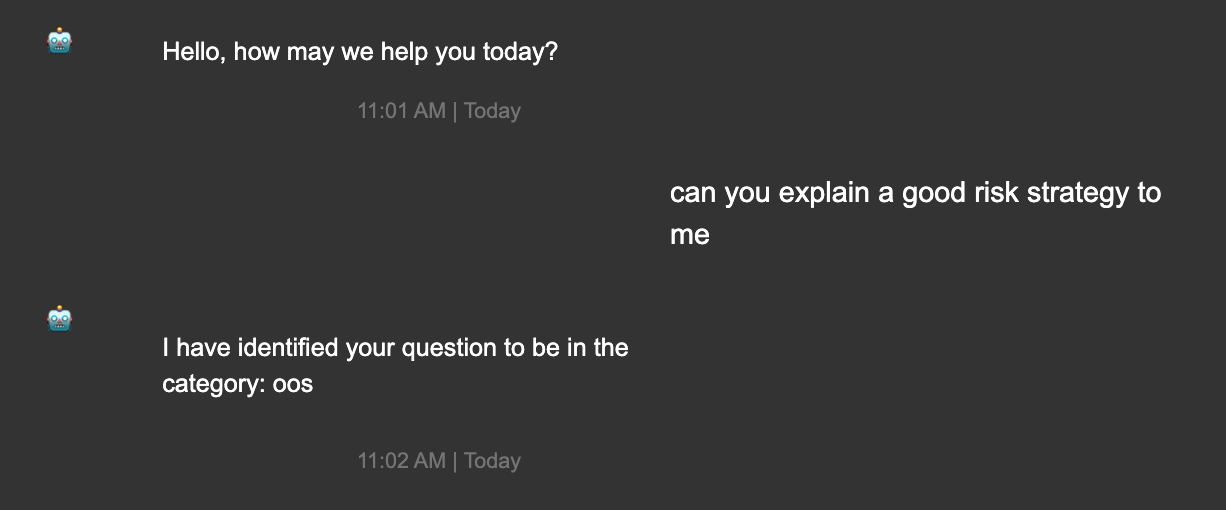 Hello, how may we help you today?
11:01 AM | Today
can you explain a good risk strategy to
me
I have identified your question to be in the
category: oos
11:02 AM | Today